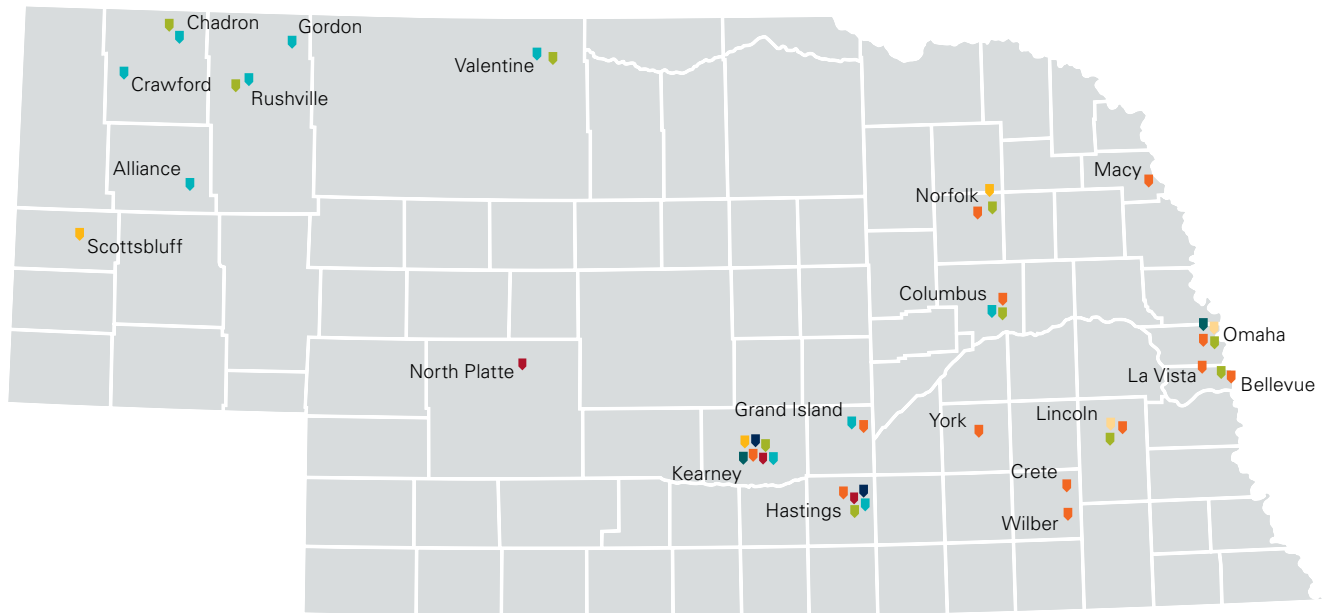 Chadron
Gordon
Valentine
Crawford
Rushville
Alliance
Macy
Norfolk
Scottsbluff
Columbus
Omaha
North Platte
La Vista
Bellevue
Grand Island
York
Lincoln
Kearney
Crete
Hastings
Wilber